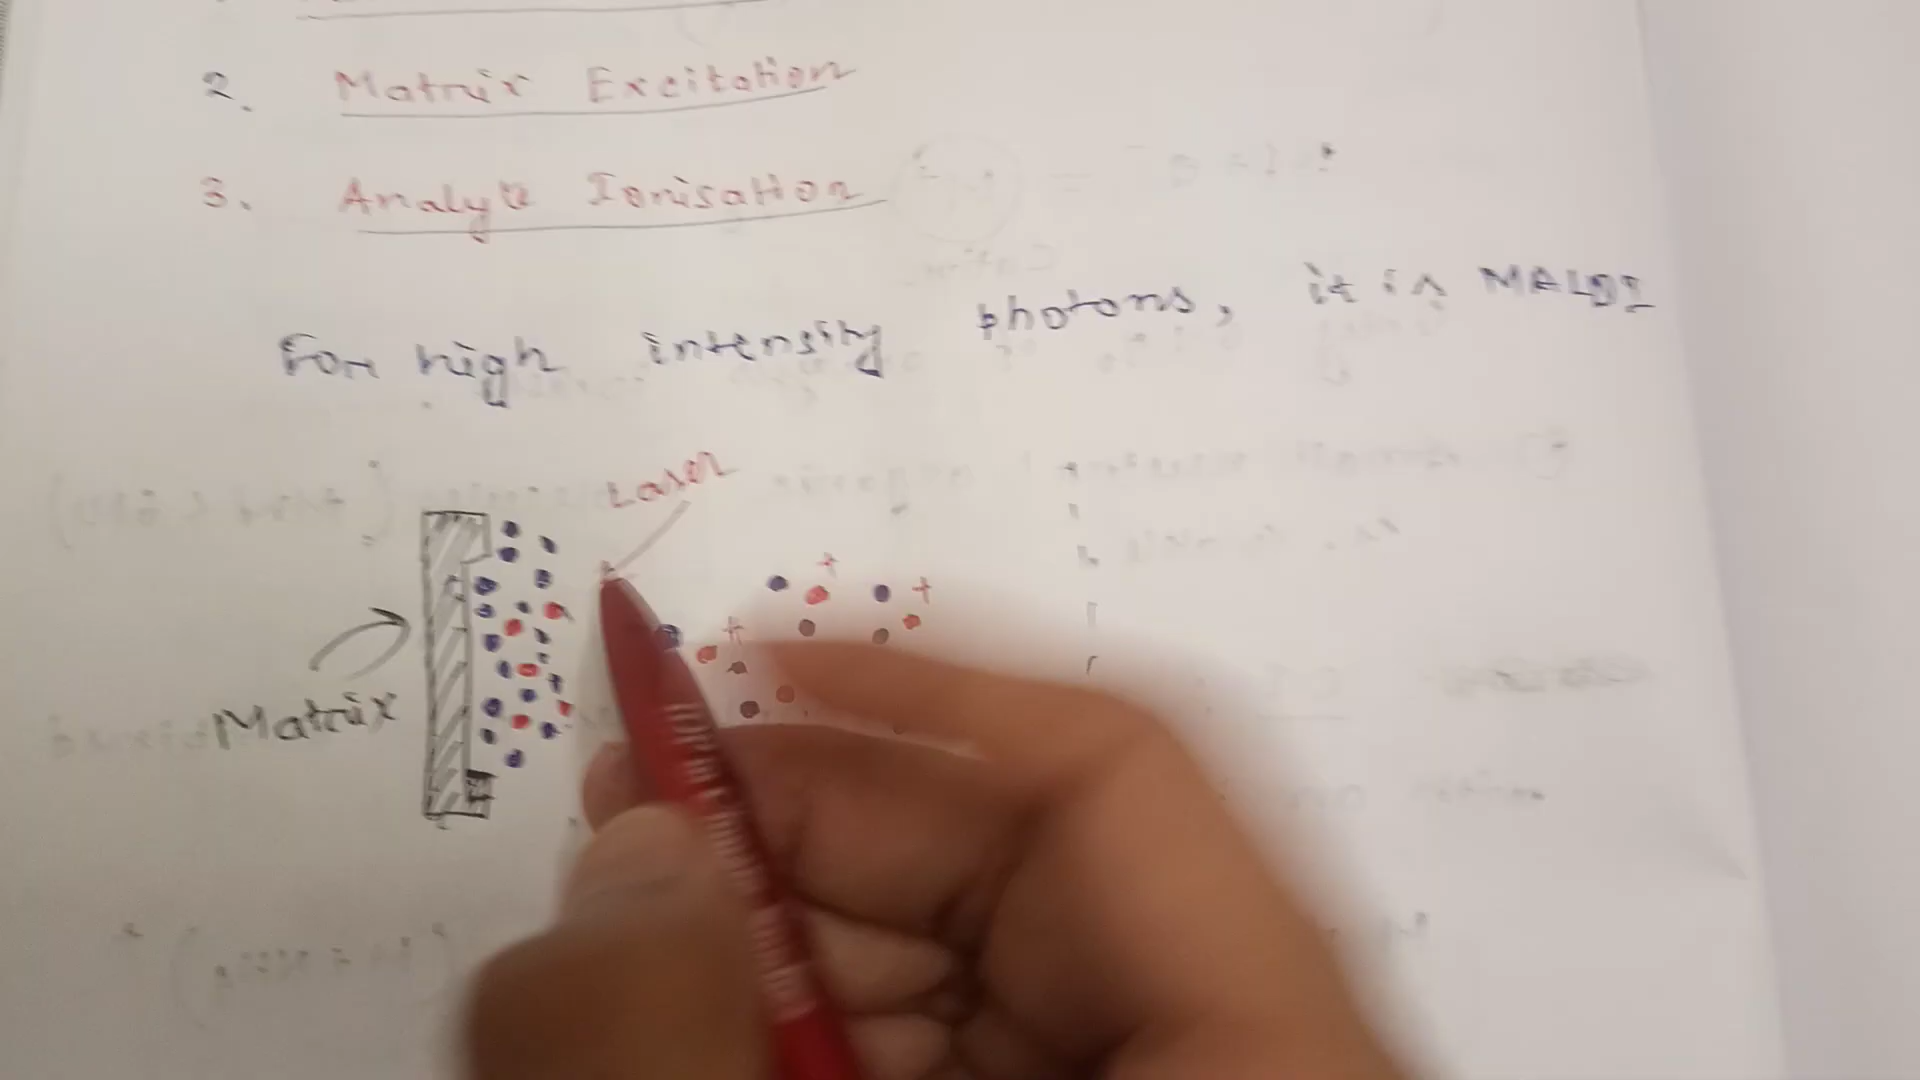 2. Matrix Excitation
3. Analyte Ionisation
For high intensity photons, it is MALDI
Laser
+ +
+
Matrix